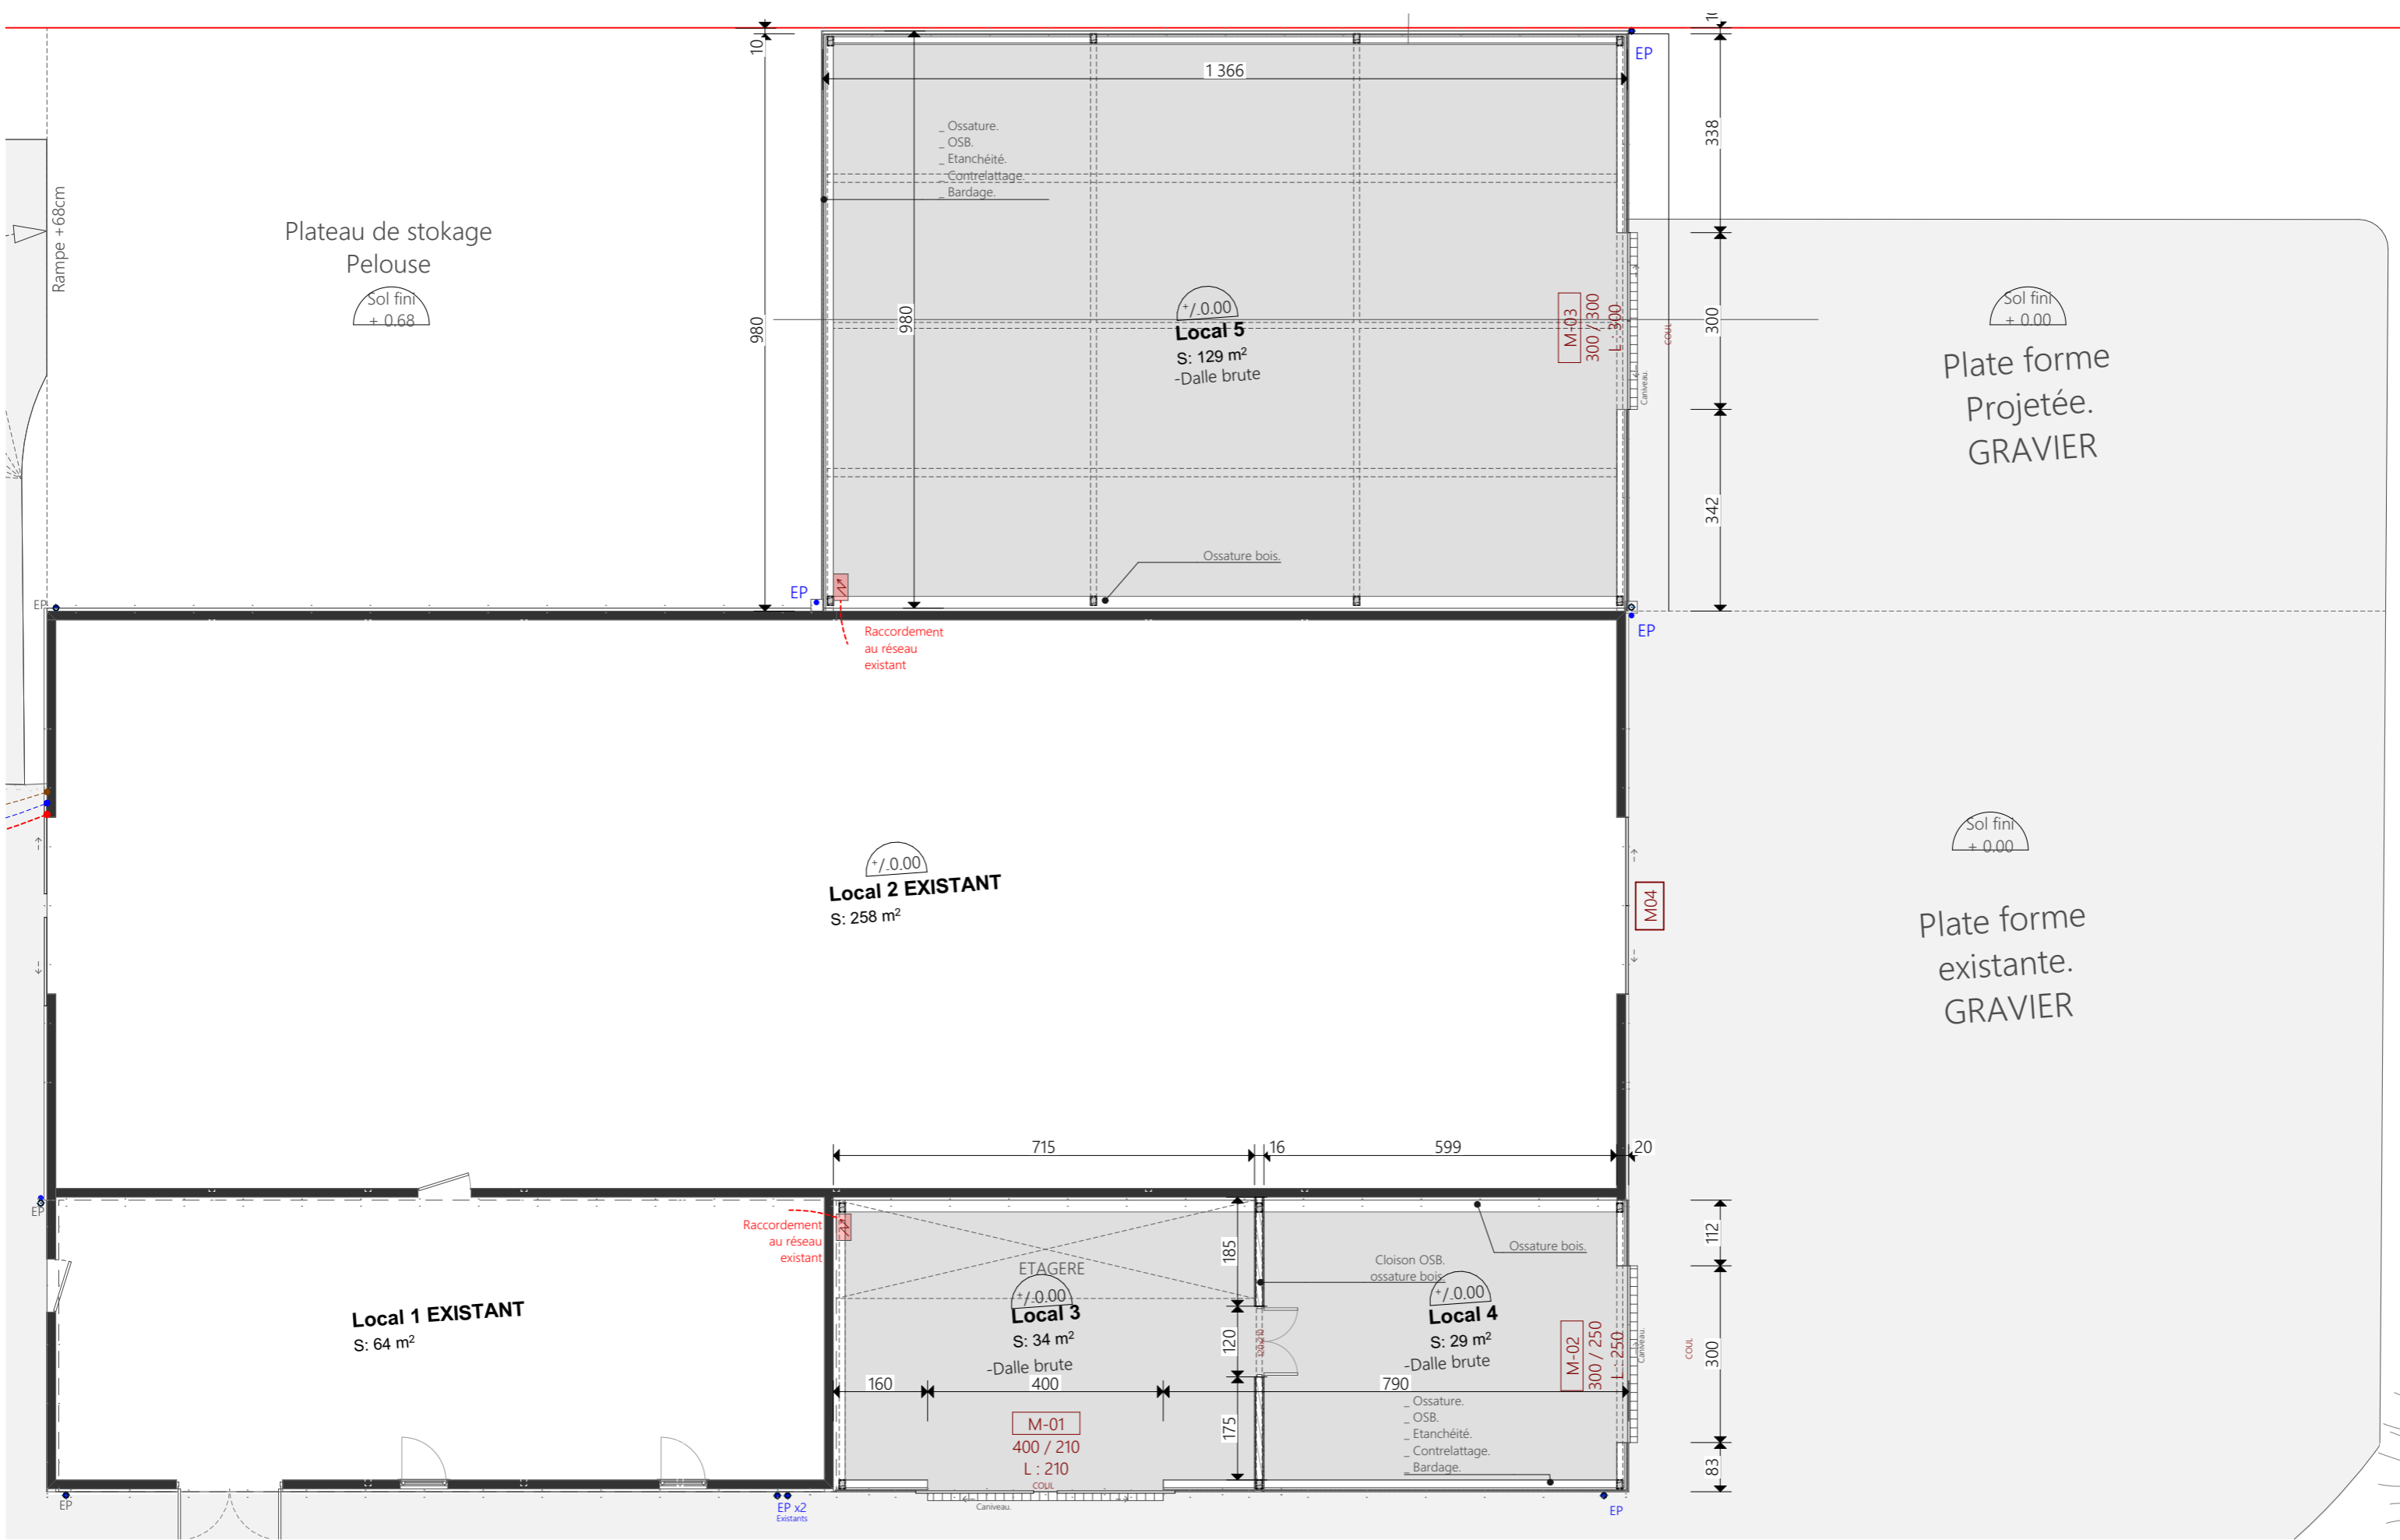 10
980
1 366
EP
10
338
300
342
_ Ossature.
_ OSB.
_ Etanchéité.
_ Contrelattage.
_ Bardage.
Rampe +68cm
Plateau de stokage
Pelouse
Sol fini
+ 0.68
980
+/.0.00
Local 5
S: 129 m²
-Dalle brute
M-03
300 / 300
L : 300
COUL
Caniveau.
Sol fini
+ 0.00
Plate forme
Projetée.
GRAVIER
Ossature bois.
EP
EP
EP
Raccordement
au réseau
existant
+/.0.00
Local 2 EXISTANT
S: 258 m²
M04
Sol fini
+ 0.00
Plate forme
existante.
GRAVIER
715
16
599
20
EP
Raccordement
au réseau
existant
ETAGERE
185
120
175
Cloison OSB.
ossature bois.
Ossature bois.
112
300
83
Local 1 EXISTANT
S: 64 m²
+/.0.00
Local 3
S: 34 m²
-Dalle brute
+/.0.00
Local 4
S: 29 m²
-Dalle brute
M-02
300 / 250
L : 250
Caniveau.
COUL
160
400
790
M-01
400 / 210
L : 210
COUL
_ Ossature.
_ OSB.
_ Etanchéité.
_ Contrelattage.
_ Bardage.
EP
EP x2
Existants
Caniveau.
EP